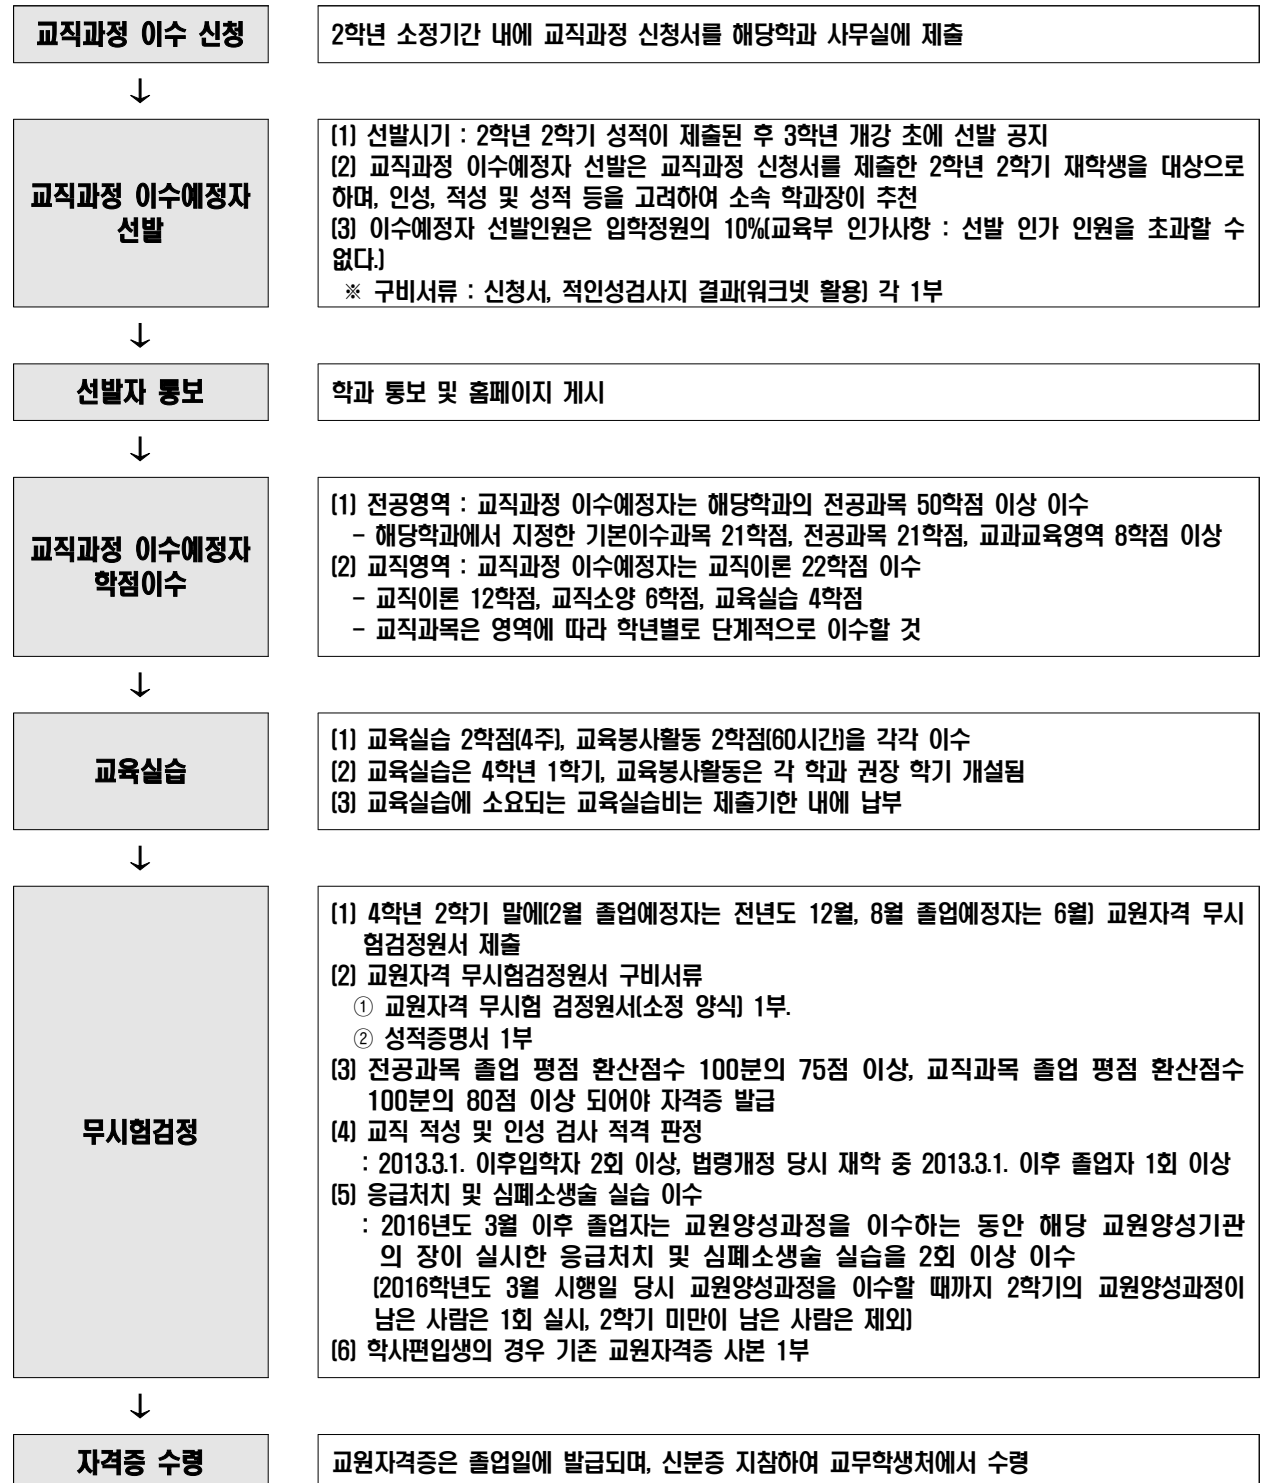 교직과정 이수 신청
2학년 소정기간 내에 교직과정 신청서를 해당학과 사무실에 제출
↓
교직과정 이수예정자
선발
(1) 선발시기 : 2학년 2학기 성적이 제출된 후 3학년 개강 초에 선발 공지
(2) 교직과정 이수예정자 선발은 교직과정 신청서를 제출한 2학년 2학기 재학생을 대상으로
하며, 인성, 적성 및 성적 등을 고려하여 소속 학과장이 추천
(3) 이수예정자 선발인원은 입학정원의 10%(교육부 인가사항 : 선발 인가 인원을 초과할 수
없다.)
※ 구비서류 : 신청서, 적인성검사지 결과(워크넷 활용) 각 1부
↓
선발자 통보
학과 통보 및 홈페이지 게시
↓
교직과정 이수예정자
학점이수
(1) 전공영역 : 교직과정 이수예정자는 해당학과의 전공과목 50학점 이상 이수
- 해당학과에서 지정한 기본이수과목 21학점, 전공과목 21학점, 교과교육영역 8학점 이상
(2) 교직영역 : 교직과정 이수예정자는 교직이론 22학점 이수
- 교직이론 12학점, 교직소양 6학점, 교육실습 4학점
- 교직과목은 영역에 따라 학년별로 단계적으로 이수할 것
↓
교육실습
(1) 교육실습 2학점(4주), 교육봉사활동 2학점(60시간)을 각각 이수
(2) 교육실습은 4학년 1학기, 교육봉사활동은 각 학과 권장 학기 개설됨
(3) 교육실습에 소요되는 교육실습비는 제출기한 내에 납부
↓
무시험검정
(1) 4학년 2학기 말에(2월 졸업예정자는 전년도 12월, 8월 졸업예정자는 6월) 교원자격 무시
험검정원서 제출
(2) 교원자격 무시험검정원서 구비서류
① 교원자격 무시험 검정원서(소정 양식) 1부.
② 성적증명서 1부
(3) 전공과목 졸업 평점 환산점수 100분의 75점 이상, 교직과목 졸업 평점 환산점수
100분의 80점 이상 되어야 자격증 발급
(4) 교직 적성 및 인성 검사 적격 판정
: 2013.3.1. 이후입학자 2회 이상, 법령개정 당시 재학 중 2013.3.1. 이후 졸업자 1회 이상
(5) 응급처치 및 심폐소생술 실습 이수
: 2016년도 3월 이후 졸업자는 교원양성과정을 이수하는 동안 해당 교원양성기관
의 장이 실시한 응급처치 및 심폐소생술 실습을 2회 이상 이수
(2016학년도 3월 시행일 당시 교원양성과정을 이수할 때까지 2학기의 교원양성과정이
남은 사람은 1회 실시, 2학기 미만이 남은 사람은 제외)
(6) 학사편입생의 경우 기존 교원자격증 사본 1부
↓
자격증 수령
교원자격증은 졸업일에 발급되며, 신분증 지참하여 교무학생처에서 수령